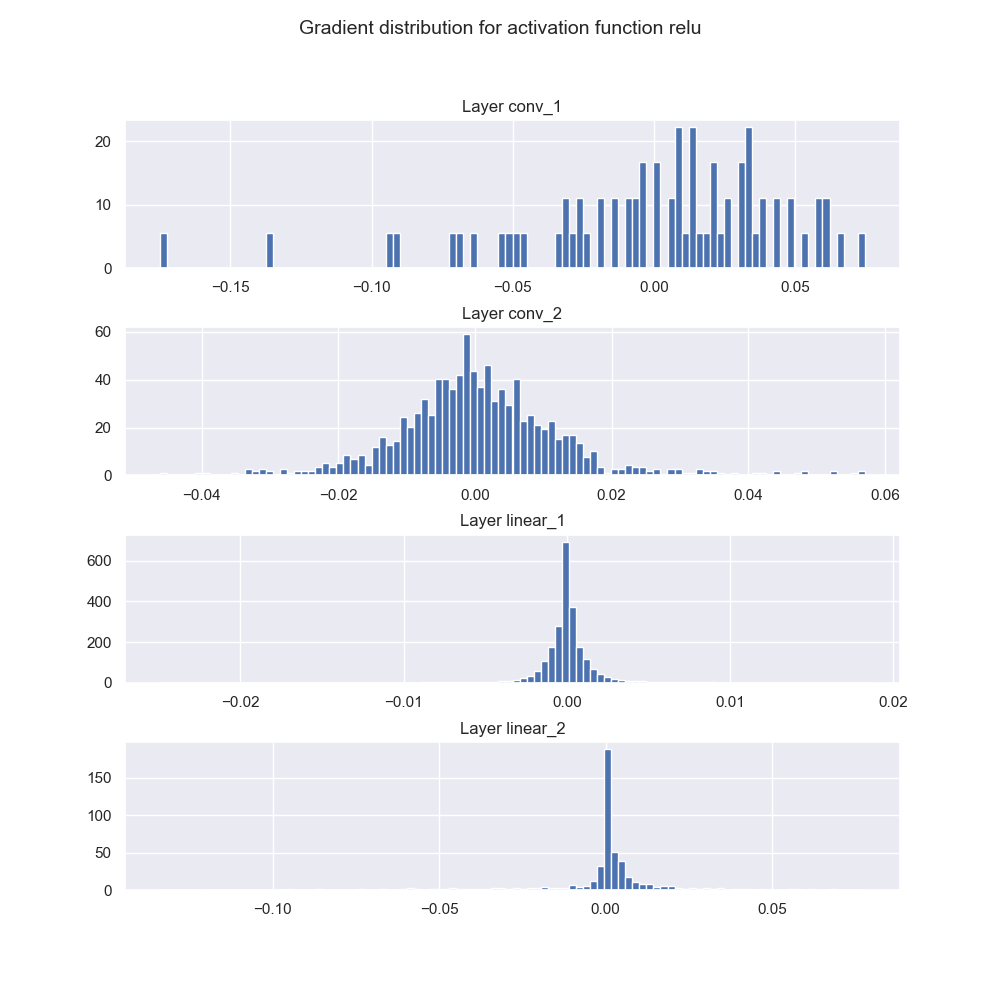 Gradient distribution for activation function relu
Layer conv_1
20
10
0
−0.15 −0.10 −0.05 0.00 0.05
Layer conv_2
60
40
20
0
−0.04 −0.02 0.00 0.02 0.04 0.06
Layer linear_1
600
400
200
0
−0.02 −0.01 0.00 0.01 0.02
Layer linear_2
150
100
50
0
−0.10 −0.05 0.00 0.05